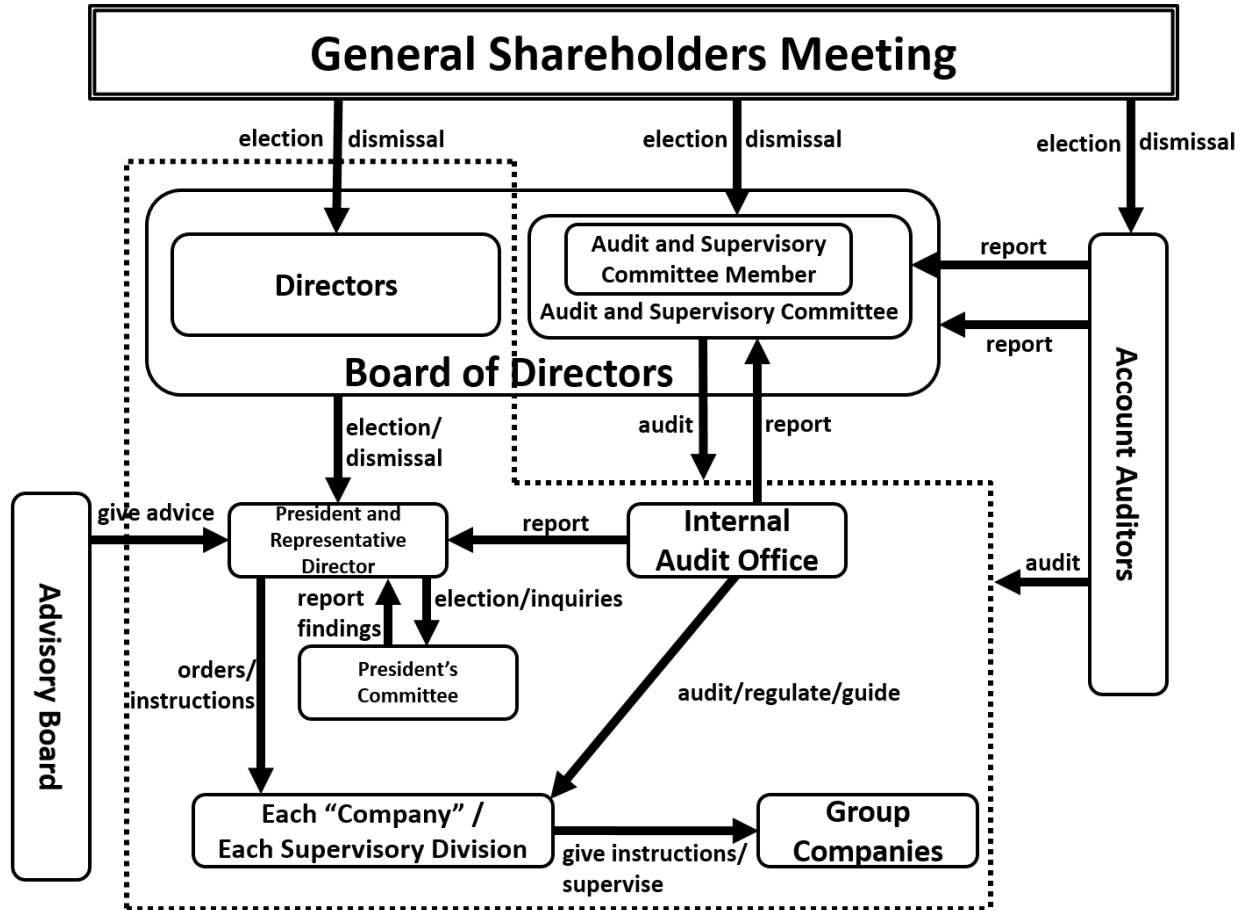 General Shareholders Meeting
election
dismissal
election
dismissal
election
dismissal
Directors
Audit and Supervisory
Committee Member
Audit and Supervisory Committee
Board of Directors
report
report
Account Auditors
audit
report
election/
dismissal
give advice
Advisory Board
President and
Representative
Director
report
Internal
Audit Office
audit
report
findings
election/inquiries
President's
Committee
orders/
instructions
audit/regulate/guide
Each “Company” /
Each Supervisory Division
give instructions/
supervise
Group
Companies